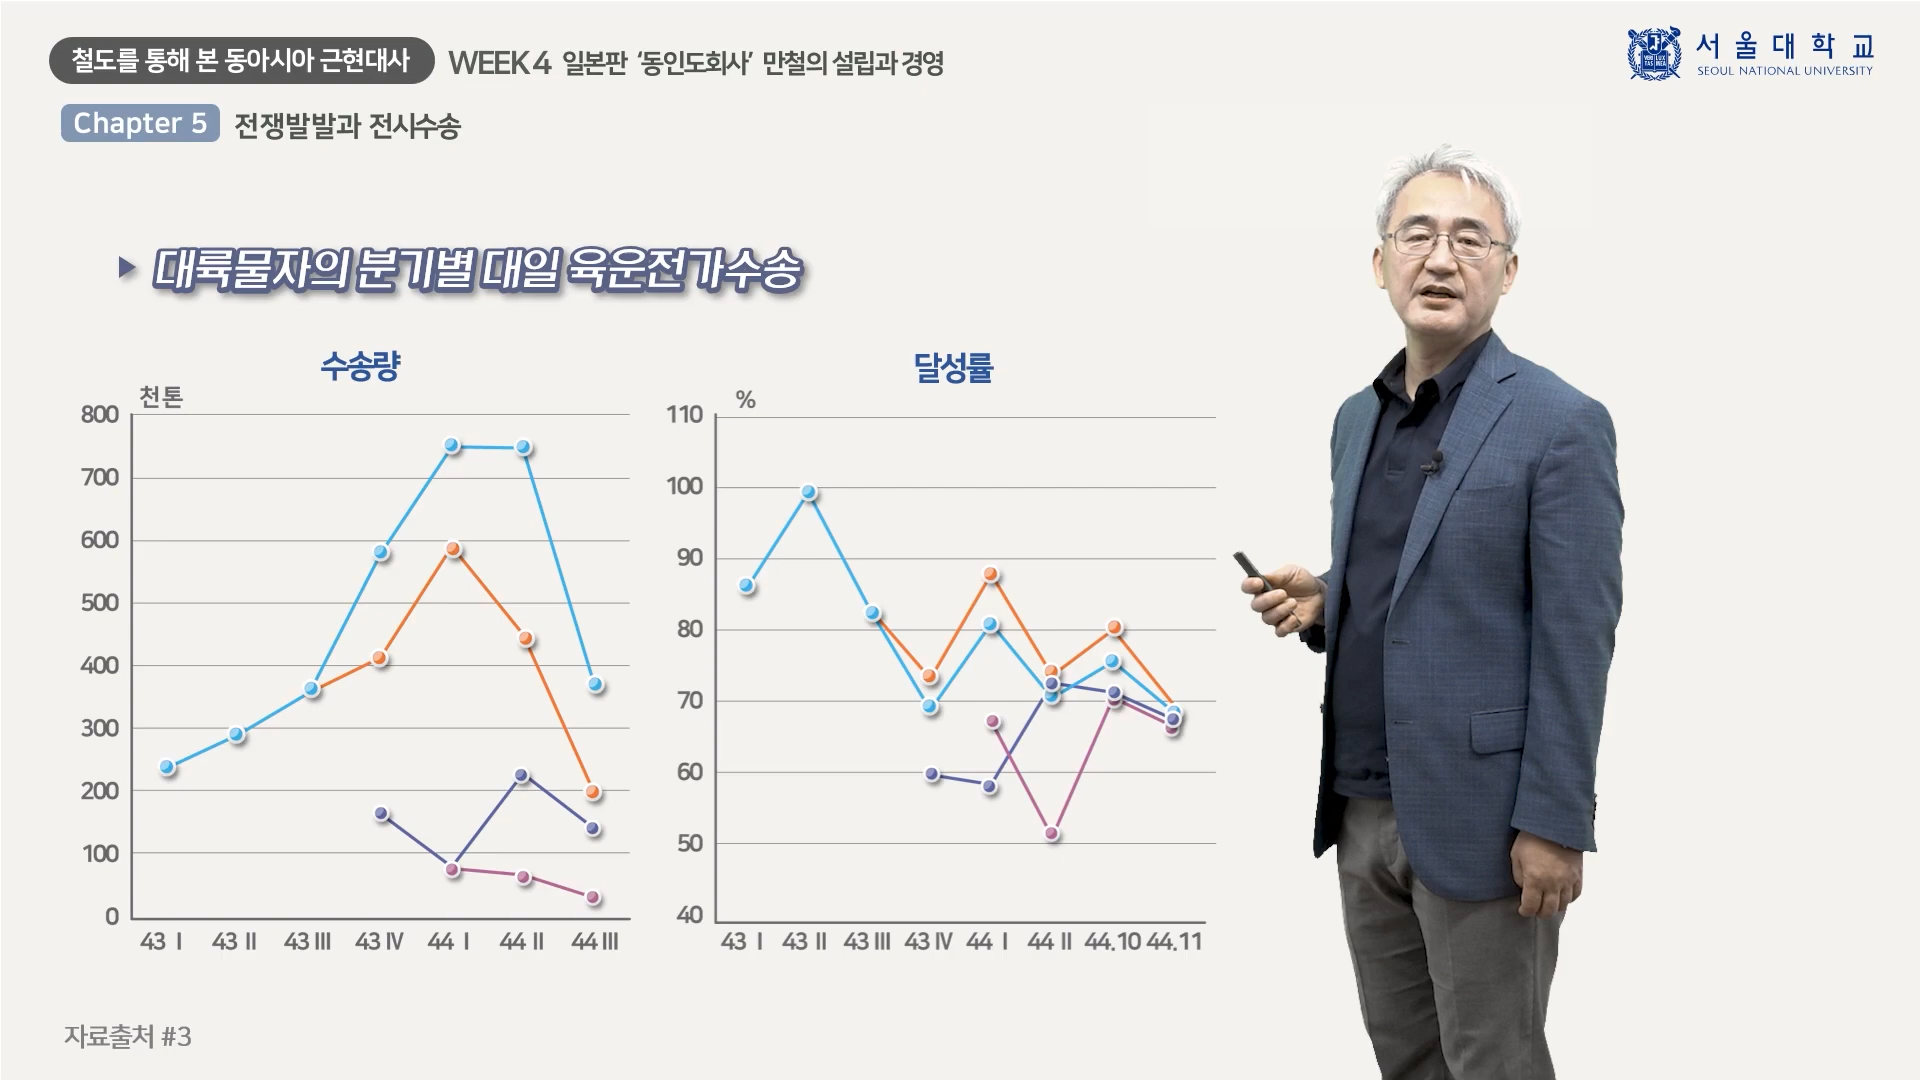 철도를 통해 본 동아시아 근현대사 WEEK 4 일본판 ‘동인도회사’ 만철의 설립과 경영
서울대학교
SEOUL NATIONAL UNIVERSITY
Chapter 5 전쟁발발과 전시수송
대륙물자의 분기별 대일 육운전가수송
수송량
천톤
800
700
600
500
400
300
200
100
0
43 I 43 II 43 III 43 IV 44 I 44 II 44 III
달성률
%
110
100
90
80
70
60
50
40
43 I 43 II 43 III 43 IV 44 I 44 II 44.10 44.11
자료출처 #3